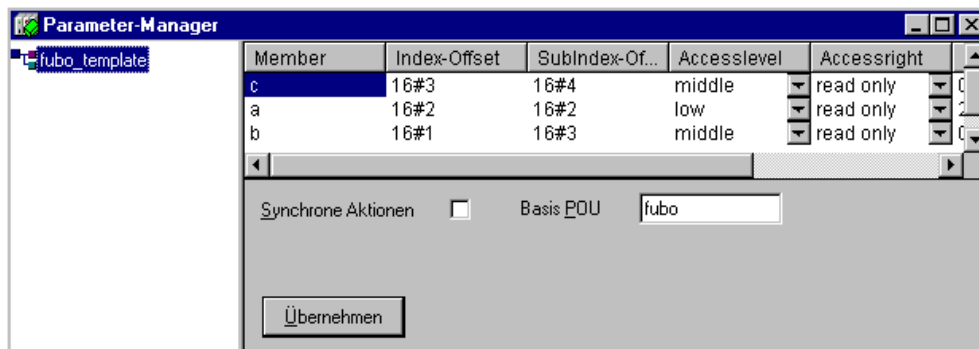 Parameter-Manager
fubo_template
Member Index-Offset SubIndex-Of... Accesslevel Accessright
c 16#3 16#4 middle read only
a 16#2 16#2 low read only
b 16#1 16#3 middle read only
Synchrone Aktionen Basis POU fubo
Übernehmen